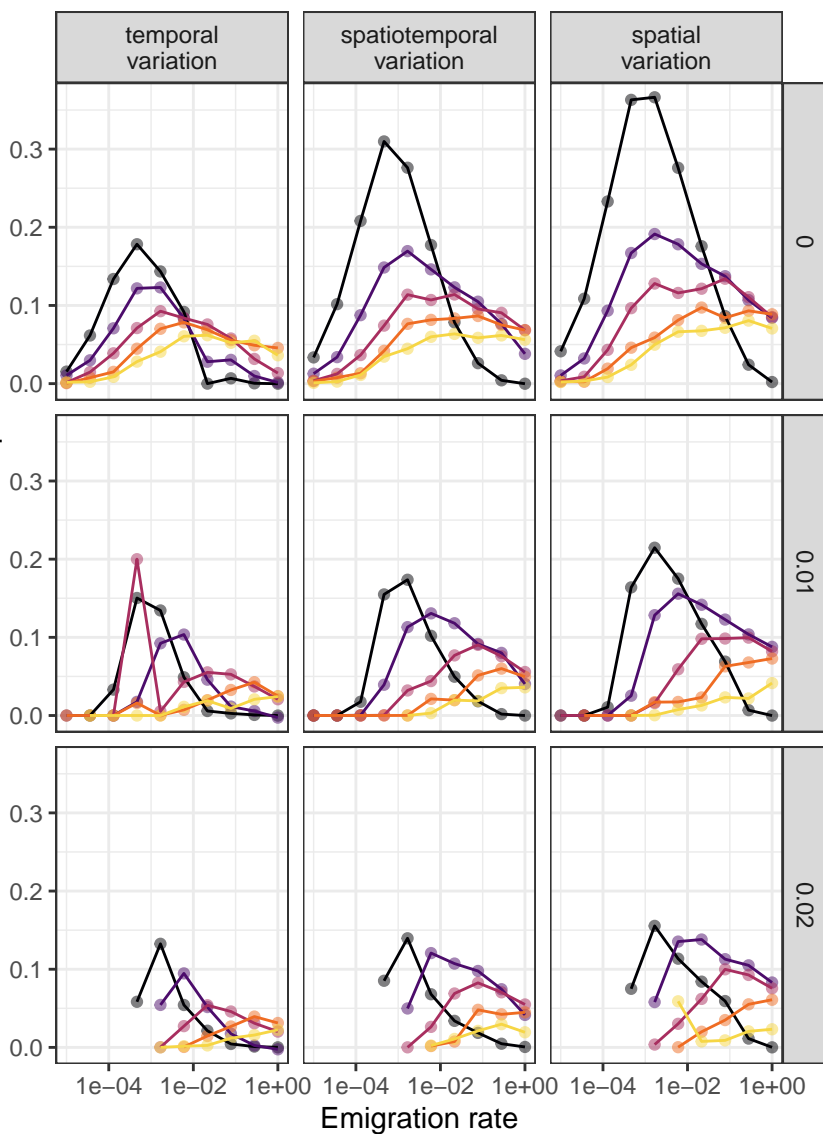 temporal
variation
spatiotemporal
variation
spatial
variation
0.3
0.2
0.1
0.0
0
0.3
0.2
0.1
0.0
0.01
0.3
0.2
0.1
0.0
0.02
1e−04 1e−02 1e+00 1e−04 1e−02 1e+00 1e−04 1e−02 1e+00
Emigration rate